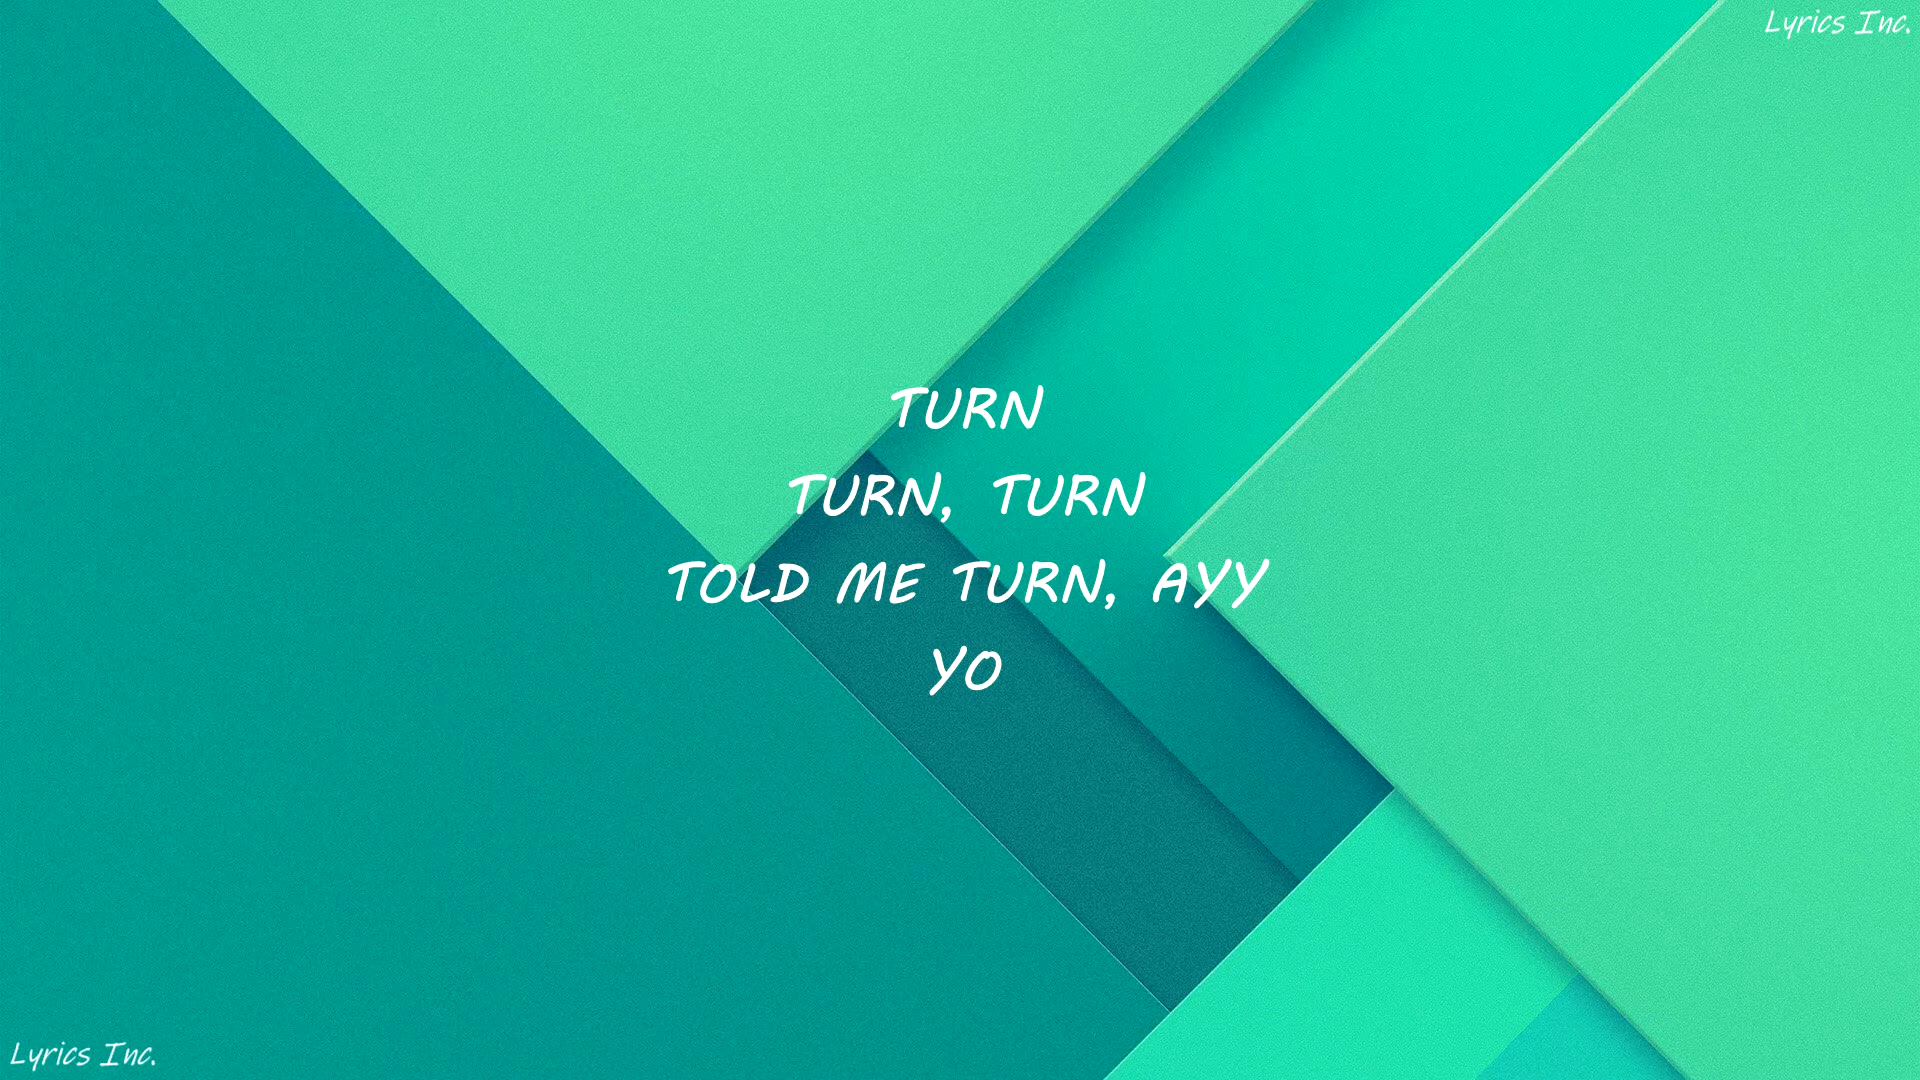 Lyrics Inc.
TURN
TURN, TURN
TOLD ME TURN, AYY
YO
Lyrics Inc.